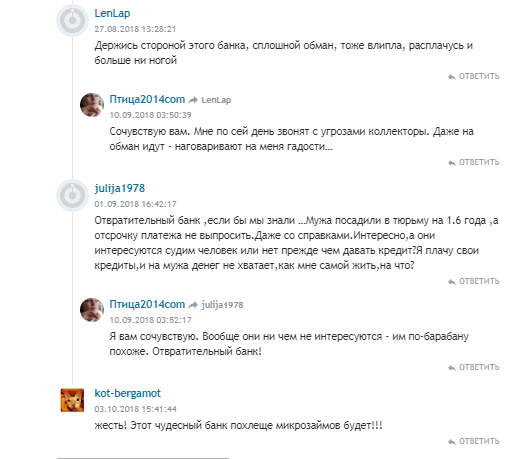 LenLap
27.08.2018 13:28:21
Держись стороной этого банка, сплошной обман, тоже влипла, расплачусь и
больше ни ногой
ОТВЕТИТЬ
Птица2014com LenLap
10.09.2018 03:50:39
Сочувствую вам. Мне по сей день звонят с угрозами коллекторы. Даже на
обман идут - наговаривают на меня гадости...
ОТВЕТИТЬ
julija1978
01.09.2018 16:42:17
Отвратительный банк ,если бы мы знали ...Мужа посадили в тюрьму на 1.6 года ,а
отсрочку платежа не выпросить.Даже со справками.Интересно,а они
интересуются судим человек или нет прежде чем давать кредит?Я плачу свои
кредиты,и на мужа денег не хватает,как мне самой жить,на что?
ОТВЕТИТЬ
Птица2014com julija1978
10.09.2018 03:52:17
Я вам сочувствую. Вообще они ни чем не интересуются - им по-барабану
похоже. Отвратительный банк!
ОТВЕТИТЬ
kot-bergamot
03.10.2018 15:41:44
жесть! Этот чудесный банк похлеще микрозаймов будет!!!
ОТВЕТИТЬ